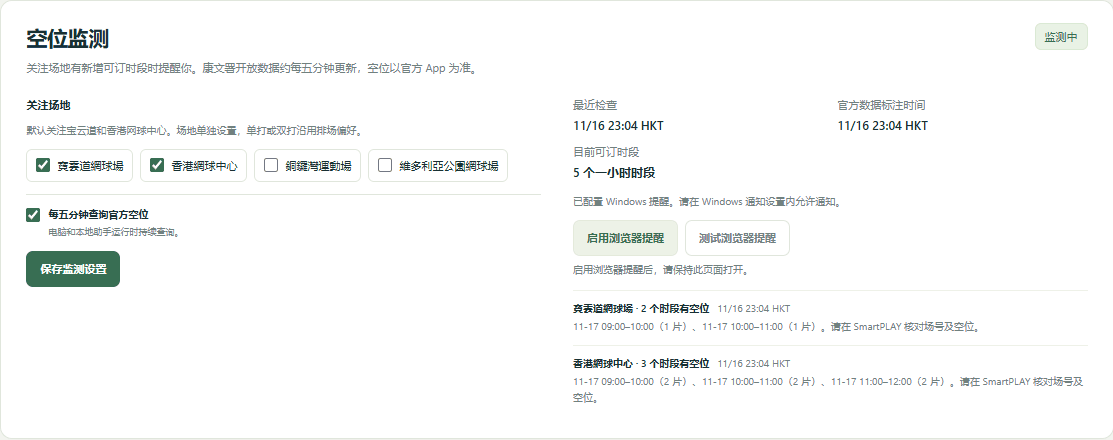 空位监测
监测中
关注场地有新增可订时段时提醒你。康文署开放数据约每五分钟更新，空位以官方 App 为准。
关注场地
默认关注宝云道和香港网球中心。场地单独设置，单打或双打沿用排场偏好。
寶雲道網球場
香港網球中心
銅鑼灣運動場
維多利亞公園網球場
每五分钟查询官方空位
电脑和本地助手运行时持续查询。
保存监测设置
最近检查
官方数据标注时间
11/16 23:04 HKT
11/16 23:04 HKT
目前可订时段
5 个一小时时段
已配置 Windows 提醒。请在 Windows 通知设置内允许通知。
启用浏览器提醒
测试浏览器提醒
启用浏览器提醒后，请保持此页面打开。
寶雲道網球場 · 2 个时段有空位 11/16 23:04 HKT
11-17 09:00–10:00（1 片）、11-17 10:00–11:00（1 片）。请在 SmartPLAY 核对场号及空位。
香港網球中心 · 3 个时段有空位 11/16 23:04 HKT
11-17 09:00–10:00（2 片）、11-17 10:00–11:00（2 片）、11-17 11:00–12:00（2 片）。请在 SmartPLAY 核对场号及
空位。